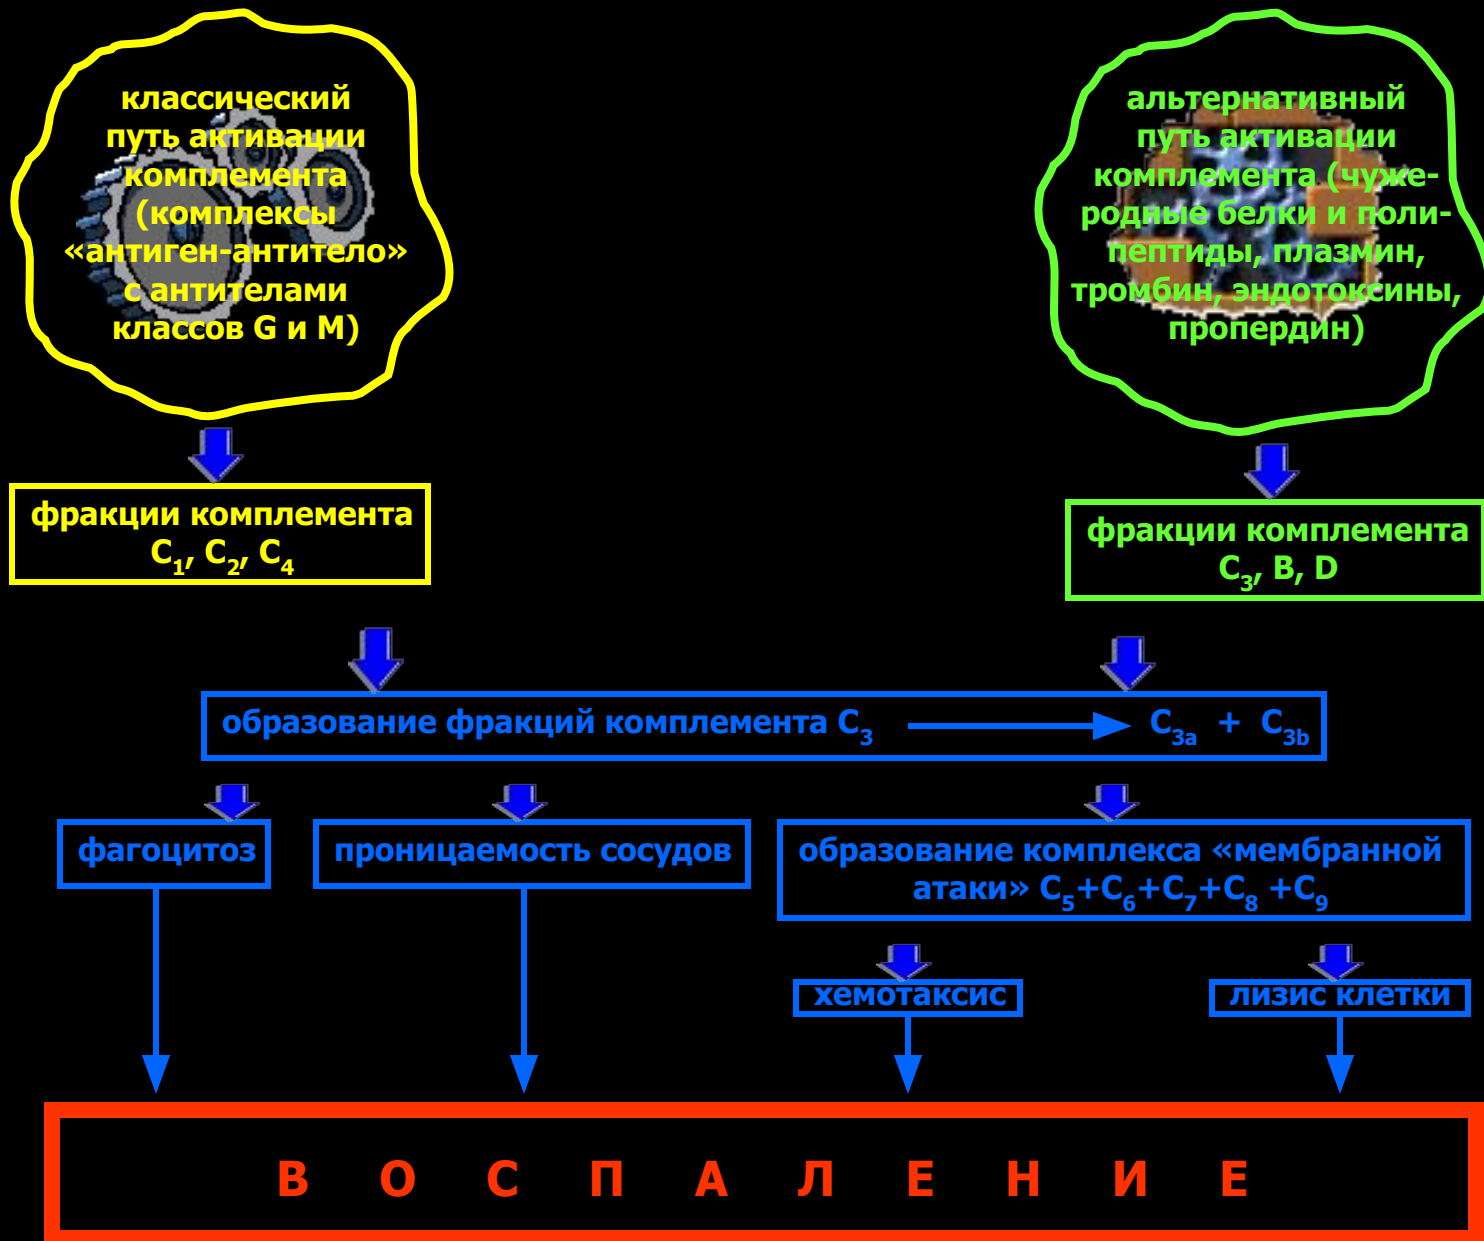 классический
путь активации
комплемента
(комплексы
«антиген-антитело»
с антителами
классов G и M)
альтернативный
путь активации
комплемента (чуже-
родные белки и поли-
пептиды, плазмин,
тромбин, эндотоксины,
пропердин)
фракции комплемента
C1, C2, C4
фракции комплемента
C3, B, D
образование фракций комплемента C3 → C3a + C3b
фагоцитоз
проницаемость сосудов
образование комплекса «мембранной
атаки» C5+C6+C7+C8 +C9
хемотаксис
лизис клетки
В О С П А Л Е Н И Е